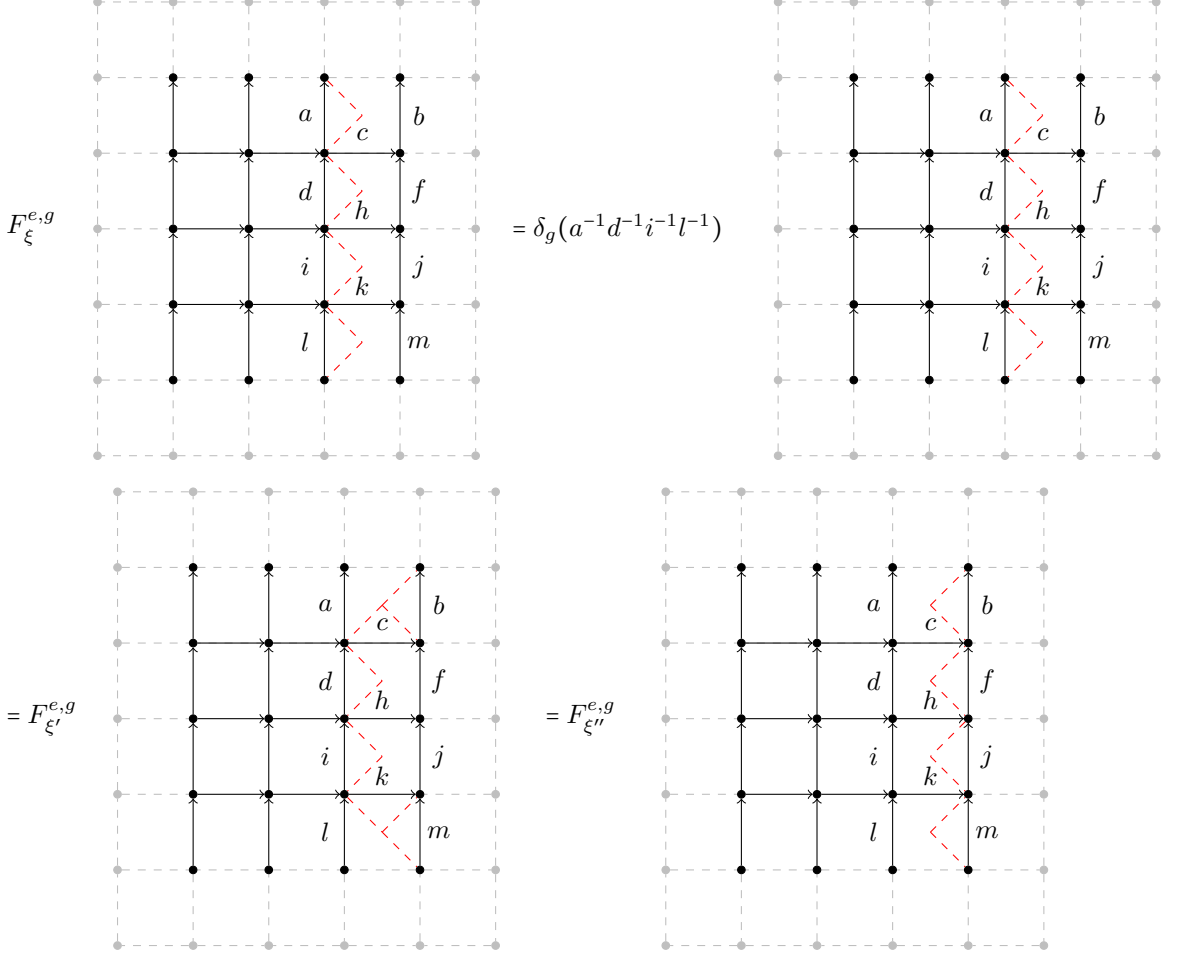 a c b a c b
d h f d h f
F_ξ^{e,g} = δ_g(a^{-1}d^{-1}i^{-1}l^{-1})
i k j i k j
l m l m
a c b a c b
d h f d h f
= F_{ξ′}^{e,g} = F_{ξ″}^{e,g}
i k j i k j
l m l m